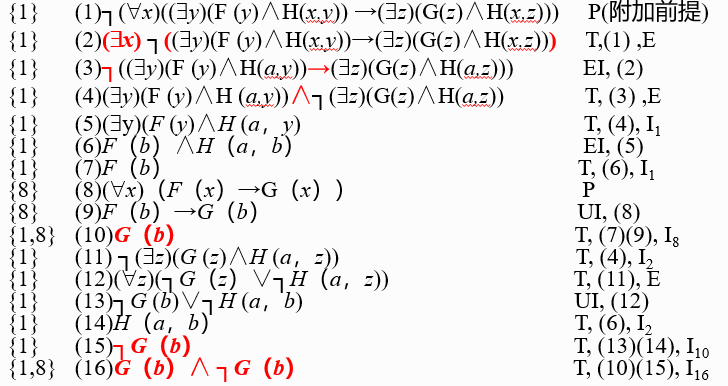 {1} (1)┐(∀x)((∃y)(F (y)∧H(x,y)) →(∃z)(G(z)∧H(x,z))) P(附加前提)
{1} (2)(∃x) ┐((∃y)(F (y)∧H(x,y))→(∃z)(G(z)∧H(x,z))) T,(1) ,E
{1} (3)┐((∃y)(F (y)∧H(a,y))→(∃z)(G(z)∧H(a,z))) EI, (2)
{1} (4)(∃y)(F (y)∧H (a,y))∧┐(∃z)(G(z)∧H(a,z)) T, (3) ,E
{1} (5)(∃y)(F (y)∧H (a，y) T, (4), I₁
{1} (6)F（b）∧H（a，b） EI, (5)
{1} (7)F（b） T, (6), I₁
{8} (8)(∀x)（F（x）→G（x）） P
{8} (9)F（b）→G（b） UI, (8)
{1,8} (10)G（b） T, (7)(9), I₈
{1} (11)┐(∃z)(G (z)∧H (a，z)) T, (4), I₂
{1} (12)(∀z)(┐G（z）∨┐H（a，z)) T, (11), E
{1} (13)┐G (b)∨┐H (a，b) UI, (12)
{1} (14)H（a，b） T, (6), I₂
{1} (15)┐G（b） T, (13)(14), I₁₀
{1,8} (16)G（b）∧┐G（b） T, (10)(15), I₁₆